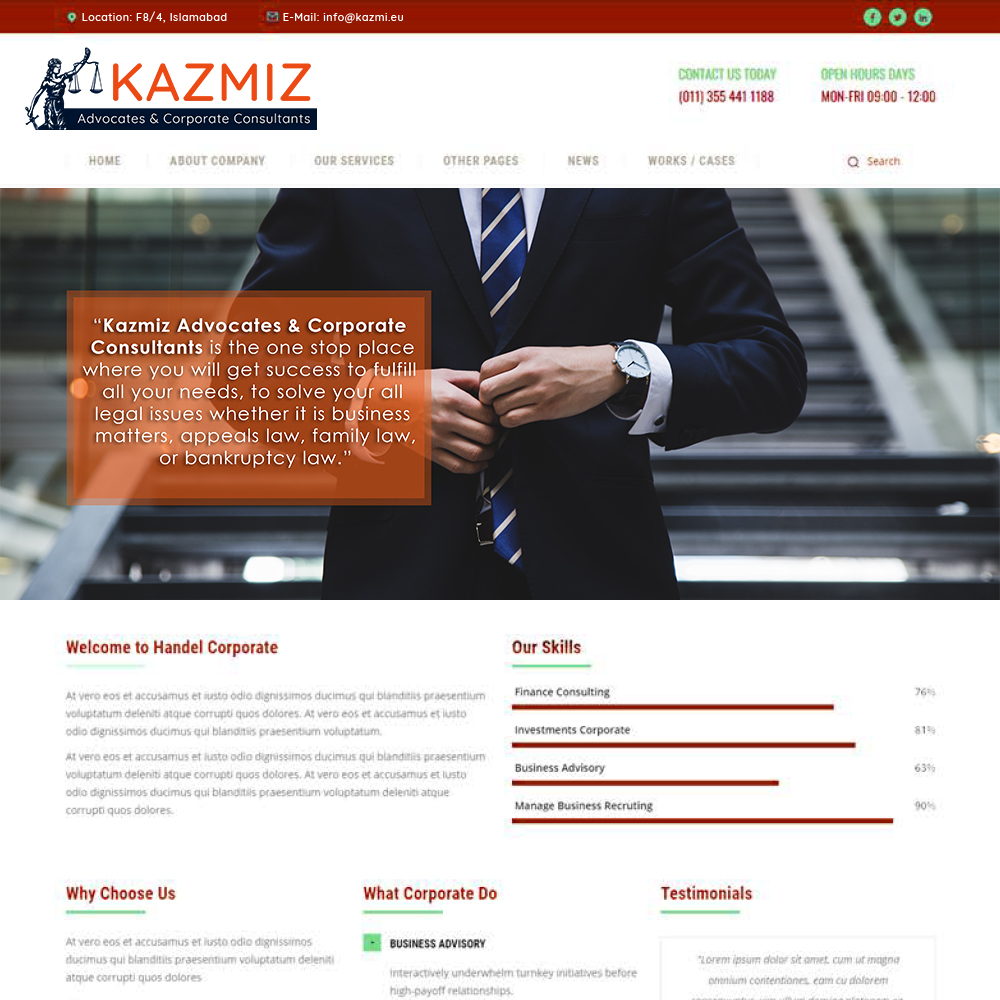 Location: F8/4, Islamabad
E-Mail: info@kazmi.eu
KAZMIZ
Advocates & Corporate Consultants
CONTACT US TODAY
(011) 355 441 1188
OPEN HOURS DAYS
MON-FRI 09:00 - 12:00
HOME
ABOUT COMPANY
OUR SERVICES
OTHER PAGES
NEWS
WORKS / CASES
Search
“Kazmiz Advocates & Corporate
Consultants is the one stop place
where you will get success to fulfill
all your needs, to solve your all
legal issues whether it is business
matters, appeals law, family law,
or bankruptcy law.”
Welcome to Handel Corporate
At vero eos et accusamus et iusto odio dignissimos ducimus qui blanditiis praesentium
voluptatum deleniti atque corrupti quos dolores. At vero eos et accusamus et iusto
odio dignissimos ducimus qui blanditiis praesentium voluptatum.
At vero eos et accusamus et iusto odio dignissimos ducimus qui blanditiis praesentium
voluptatum deleniti atque corrupti quos dolores. At vero eos et accusamus et iusto
odio dignissimos ducimus qui blanditiis praesentium voluptatum deleniti atque
corrupti quos dolores.
Our Skills
Finance Consulting
76%
Investments Corporate
81%
Business Advisory
63%
Manage Business Recruting
90%
Why Choose Us
At vero eos et accusamus et iusto odio dignissimos
ducimus qui blanditiis praesentium voluptatum deleniti
atque corrupti quos dolores
What Corporate Do
BUSINESS ADVISORY
Interactively underwhelm turnkey initiatives before
high-payoff relationships.
Testimonials
"Lorem ipsum dolor sit amet, cum ut magna
omnium contentiones, eam cu dolorem